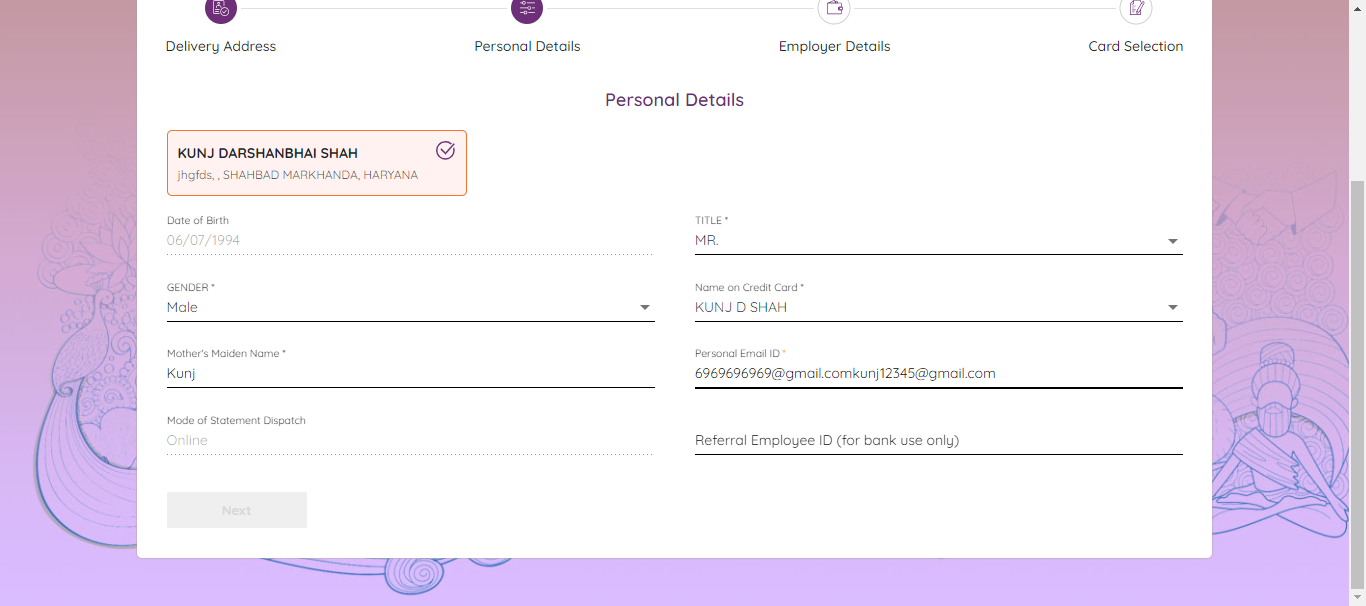 Delivery Address Personal Details Employer Details Card Selection
Personal Details
KUNJ DARSHANBHAI SHAH
jhgfds, , SHAHBAD MARKHANDA, HARYANA
Date of Birth TITLE *
06/07/1994 MR.
GENDER * Name on Credit Card *
Male KUNJ D SHAH
Mother's Maiden Name * Personal Email ID *
Kunj 6969696969@gmail.comkunj12345@gmail.com
Mode of Statement Dispatch
Online Referral Employee ID (for bank use only)
Next